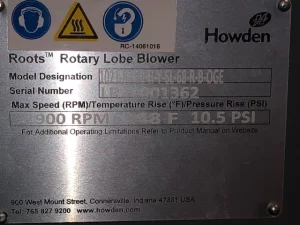 RC-14061016
Howden
Roots™ Rotary Lobe Blower
Model Designation
Serial Number
Max Speed (RPM)/Temperature Rise (°F)/Pressure Rise (PSI)
900 RPM 8 F 10.5 PSI
For Additional Operating Limitations Refer to Product Manual on Website
900 West Mount Street, Connersville, Indiana 47331 USA
Tel: 765 827 9200 www.howden.com